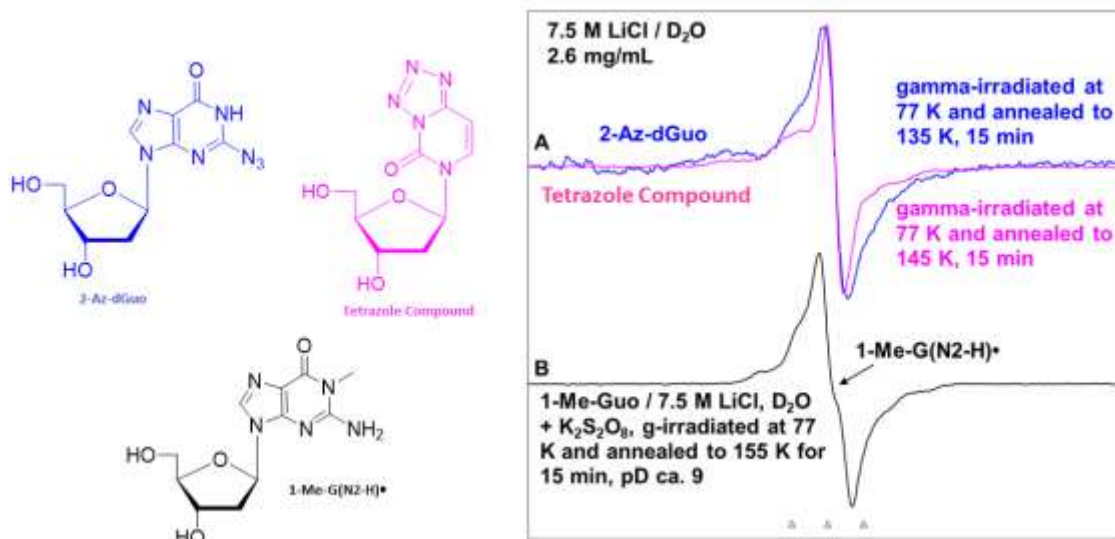 O
N
NH
N
N
N₃
HO
O
HO
2-Az-dGuo
N
N
N
N
O
N
HO
O
HO
Tetrazole Compound
O
N
N
N
N
NH₂
HO
O
HO
1-Me-G(N2-H)•
7.5 M LiCl / D₂O
2.6 mg/mL
A
2-Az-dGuo
Tetrazole Compound
gamma-irradiated at
77 K and annealed to
135 K, 15 min
gamma-irradiated at
77 K and annealed to
145 K, 15 min
B
1-Me-G(N2-H)•
1-Me-Guo / 7.5 M LiCl, D₂O
+ K₂S₂O₈, g-irradiated at 77
K and annealed to 155 K for
15 min, pD ca. 9